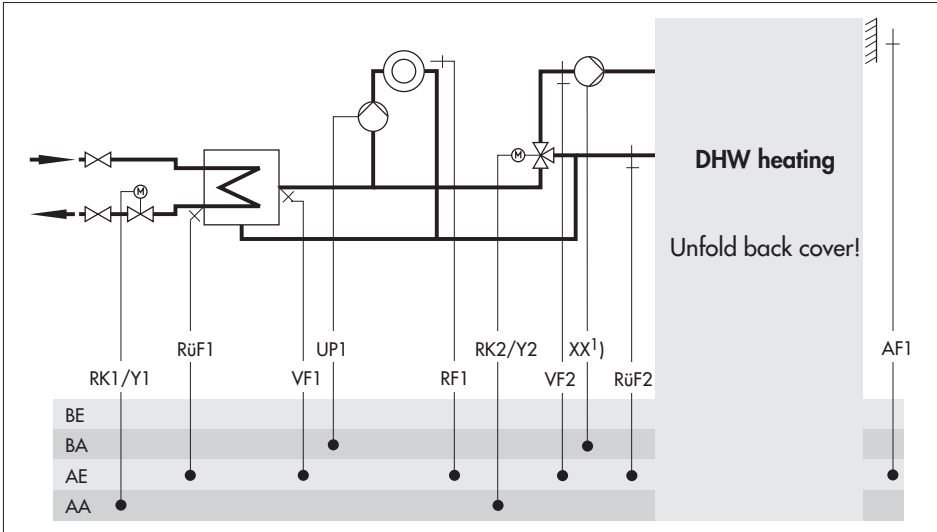 M
M
DHW heating
Unfold back cover!
RüF1
UP1
RK2/Y2
XX1)
AF1
RK1/Y1
VF1
RF1
VF2
RüF2
BE
BA
AE
AA